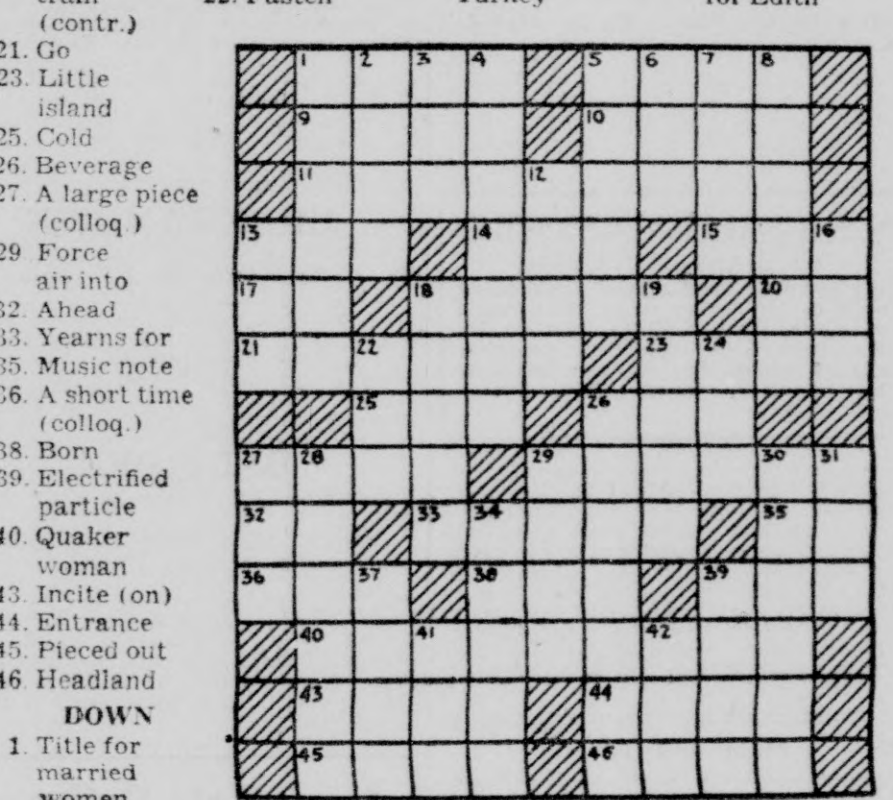 22. Fasten Turkey for Edith
(contr.)
21. Go
23. Little
island
25. Cold
26. Beverage
27. A large piece
(colloq.)
29. Force
air into
32. Ahead
33. Yearns for
35. Music note
36. A short time
(colloq.)
38. Born
39. Electrified
particle
40. Quaker
woman
43. Incite (on)
44. Entrance
45. Pieced out
46. Headland
DOWN
1. Title for
married
women
1 2 3 4 5 6 7 8
9 10
11 12
13 14 15 16
17 18 19 20
21 22 23 24
25 26
27 28 29 30 31
32 33 34 35
36 37 38 39
40 41 42
43 44
45 46